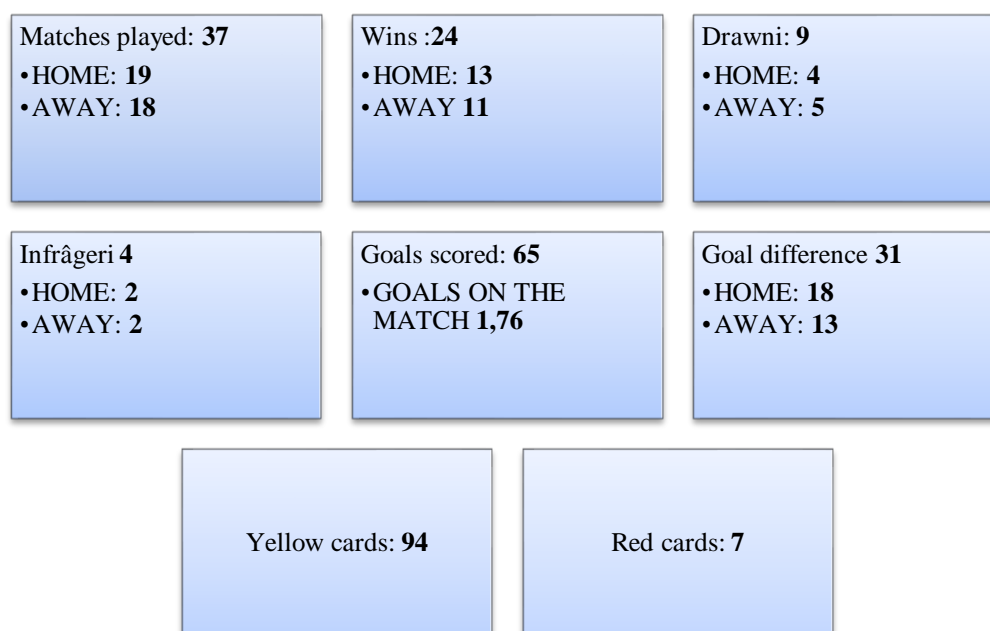 Matches played: 37
•HOME: 19
•AWAY: 18
Wins :24
•HOME: 13
•AWAY 11
Drawni: 9
•HOME: 4
•AWAY: 5
Infrâgeri 4
•HOME: 2
•AWAY: 2
Goals scored: 65
•GOALS ON THE
MATCH 1,76
Goal difference 31
•HOME: 18
•AWAY: 13
Yellow cards: 94
Red cards: 7